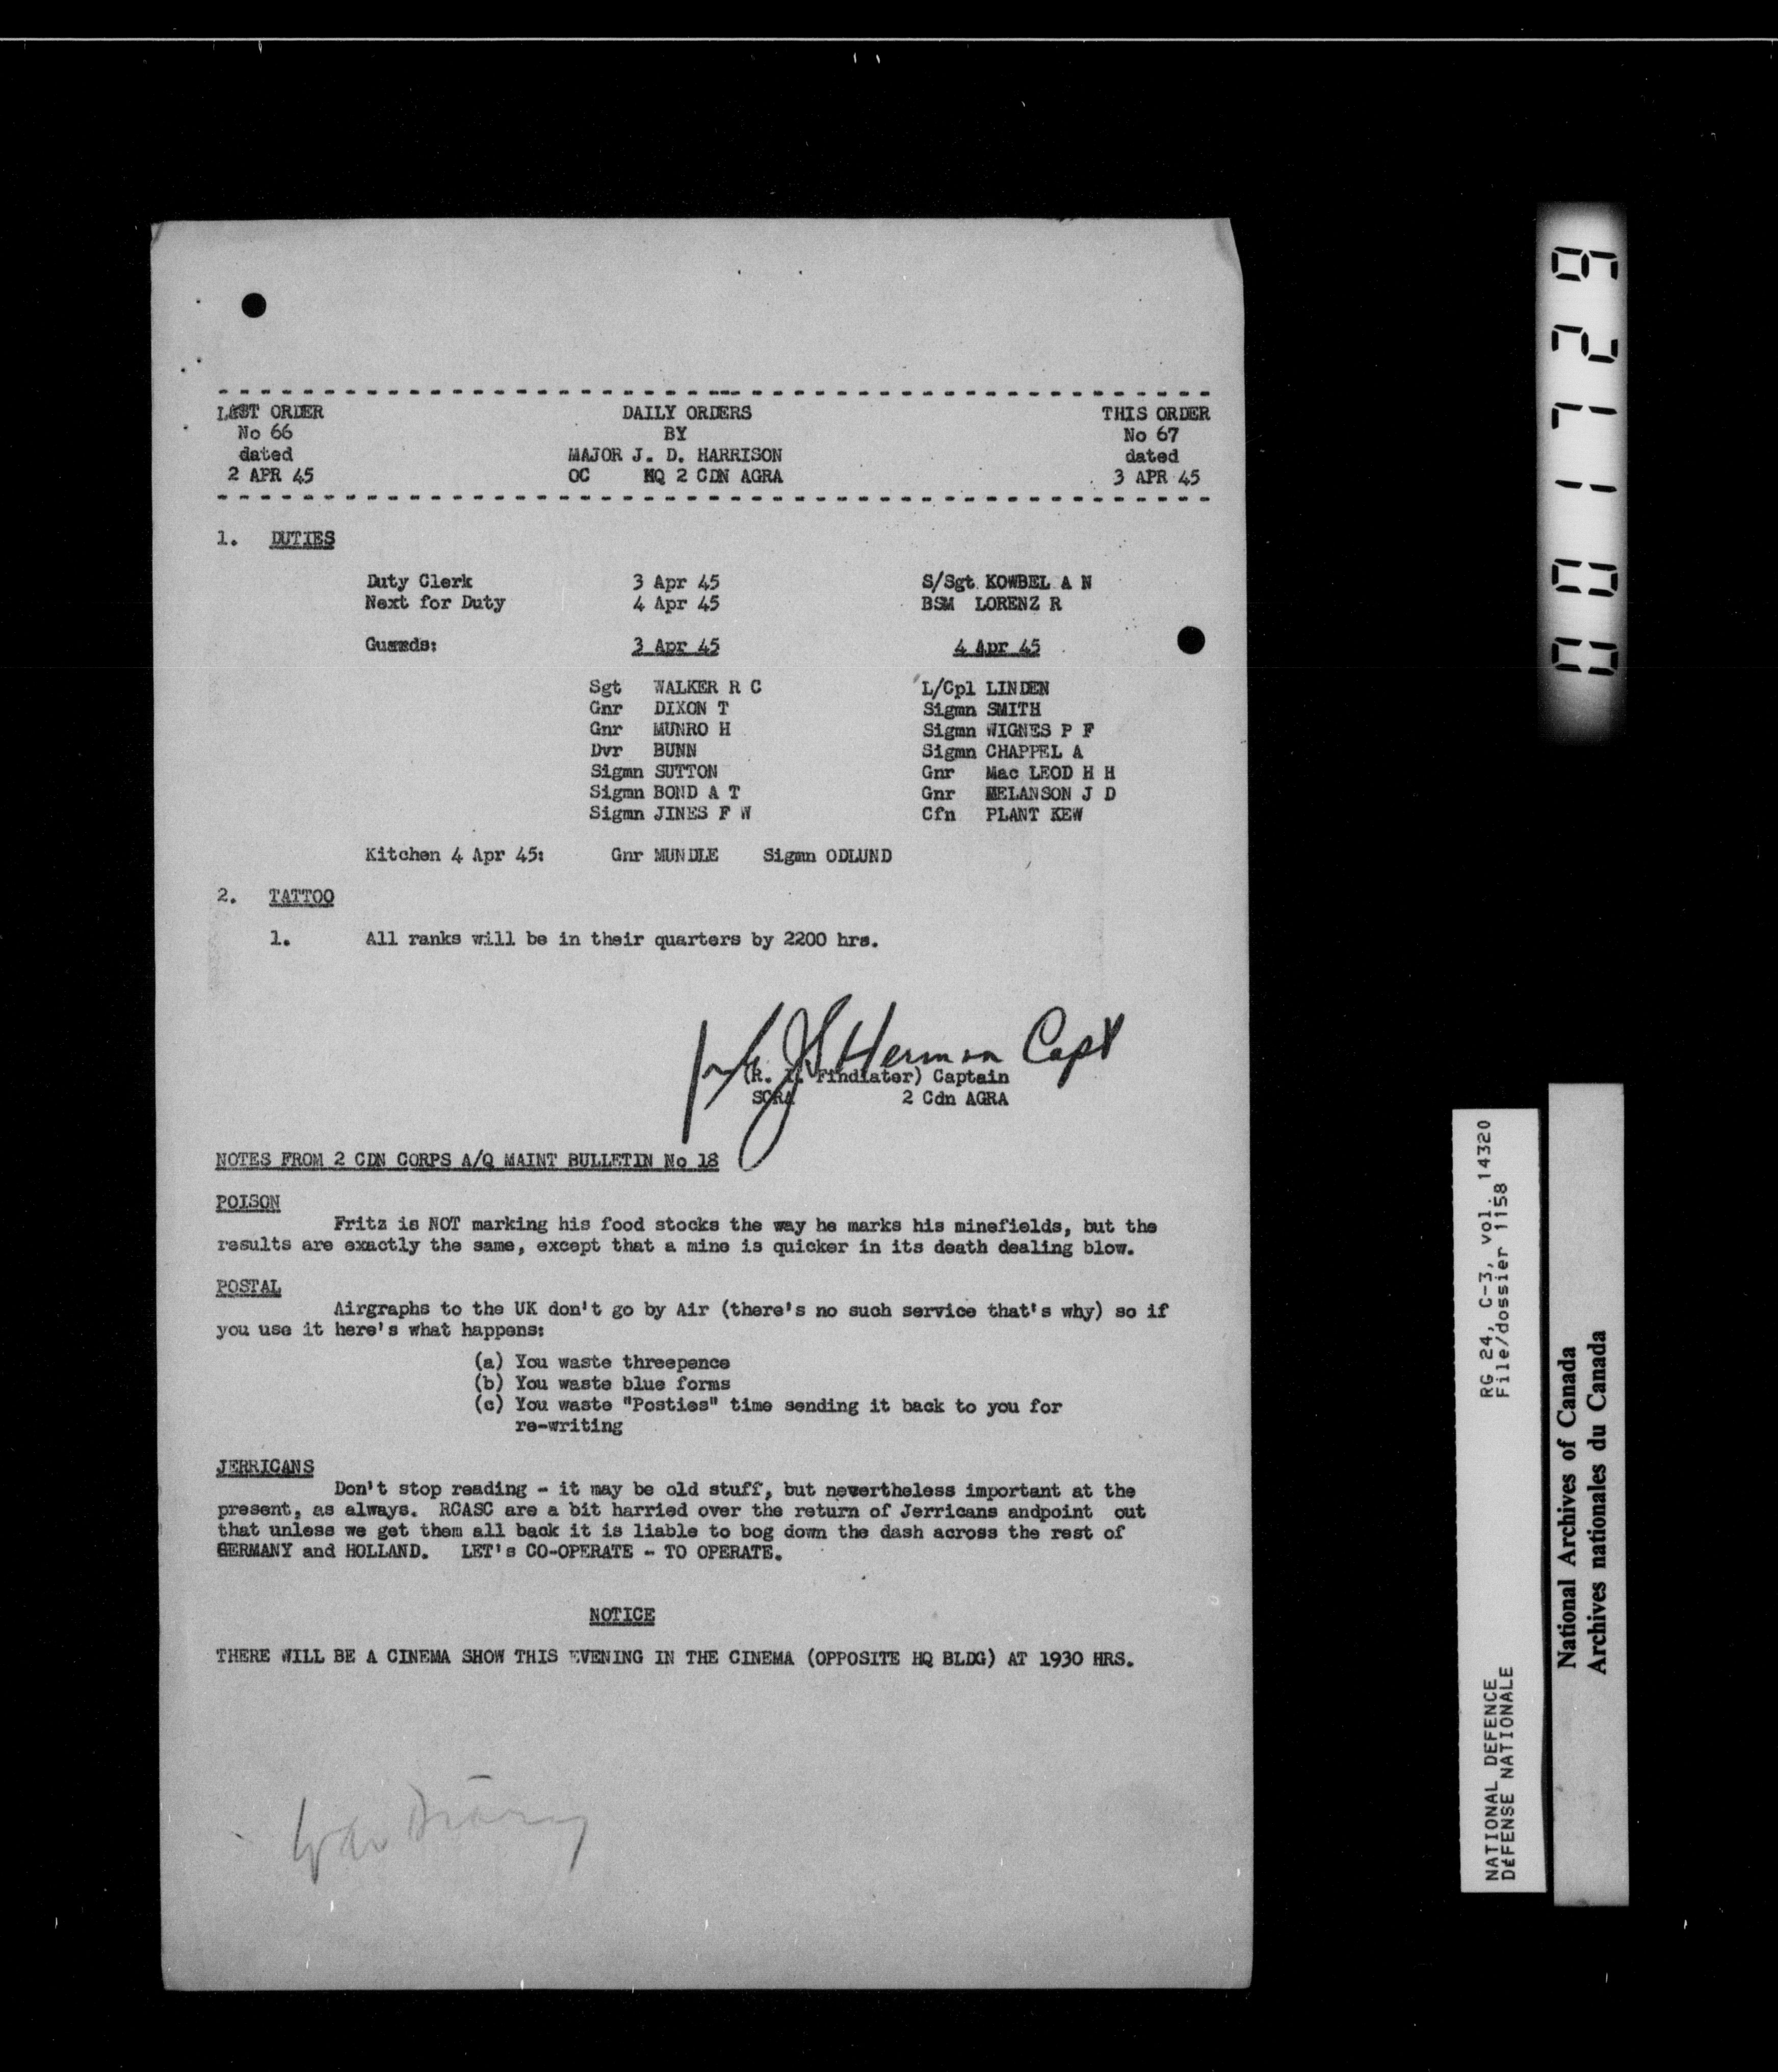 LAST ORDER DAILY ORDERS THIS ORDER
No 66 BY No 67
dated MAJOR J. D. HARRISON dated
2 APR 45 OC HQ 2 CDN AGRA 3 APR 45
1. DUTIES
Duty Clerk 3 Apr 45 S/Sgt KOWBEL A N
Next for Duty 4 Apr 45 BSM LORENZ R
Guards: 3 Apr 45 4 Apr 45
Sgt WALKER R C L/Cpl LINDEN
Gnr DIXON T Sigmn SMITH
Gnr MUNRO H Sigmn WIGNES P F
Dvr BUNN Sigmn CHAPPEL A
Sigmn SUTTON Gnr Mac LEOD H H
Sigmn BOND A T Gnr MELANSON J D
Sigmn JINES F W Cfn PLANT KEW
Kitchen 4 Apr 45: Gnr MUNDLE Sigmn ODLUND
2. TATTOO
1. All ranks will be in their quarters by 2200 hrs.
Herman Capt
(R. Findlater) Captain
SCRA 2 Cdn AGRA
NOTES FROM 2 CDN CORPS A/Q MAINT BULLETIN No 18
POISON
Fritz is NOT marking his food stocks the way he marks his minefields, but the
results are exactly the same, except that a mine is quicker in its death dealing blow.
POSTAL
Airgraphs to the UK don't go by Air (there's no such service that's why) so if
you use it here's what happens:
(a) You waste threepence
(b) You waste blue forms
(c) You waste "Posties" time sending it back to you for
re-writing
JERRICANS
Don't stop reading - it may be old stuff, but nevertheless important at the
present, as always. RCASC are a bit harried over the return of Jerricans andpoint out
that unless we get them all back it is liable to bog down the dash across the rest of
GERMANY and HOLLAND. LET's CO-OPERATE - TO OPERATE.
NOTICE
THERE WILL BE A CINEMA SHOW THIS EVENING IN THE CINEMA (OPPOSITE HQ BLDG) AT 1930 HRS.
War Diary
001729
NATIONAL DEFENCE RG 24, C-3, vol. 14320
DÉFENSE NATIONALE File/dossier 1158
National Archives of Canada
Archives nationales du Canada